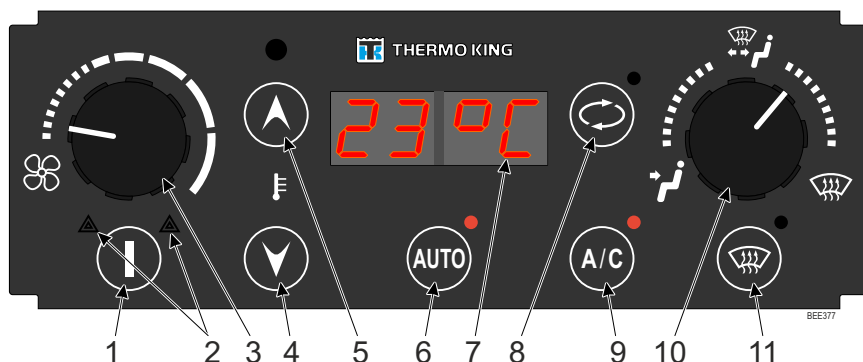 THERMO KING
23 °C
AUTO
A/C
BEE377
1 2 3 4 5 6 7 8 9 10 11